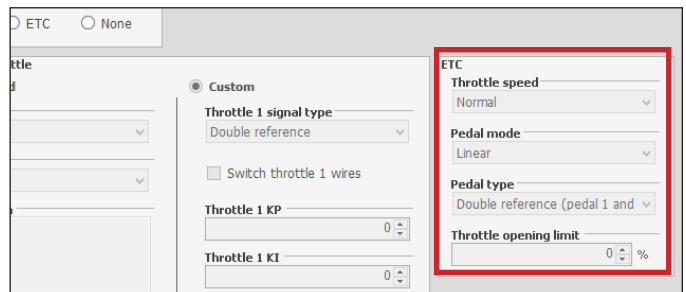 ETC
None
ttle
Custom
Throttle 1 signal type
Double reference
Switch throttle 1 wires
Throttle 1 KP
0
Throttle 1 KI
0
ETC
Throttle speed
Normal
Pedal mode
Linear
Pedal type
Double reference (pedal 1 and
Throttle opening limit
0 %